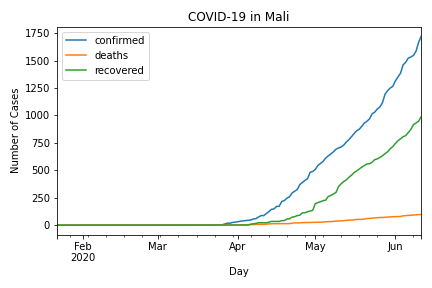 COVID-19 in Mali
confirmed
deaths
recovered
Number of Cases
1750
1500
1250
1000
750
500
250
0
Feb
2020
Mar
Apr
May
Jun
Day